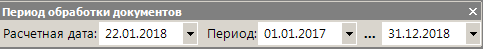 Период обработки документов
Расчетная дата: 22.01.2018 Период: 01.01.2017 ... 31.12.2018